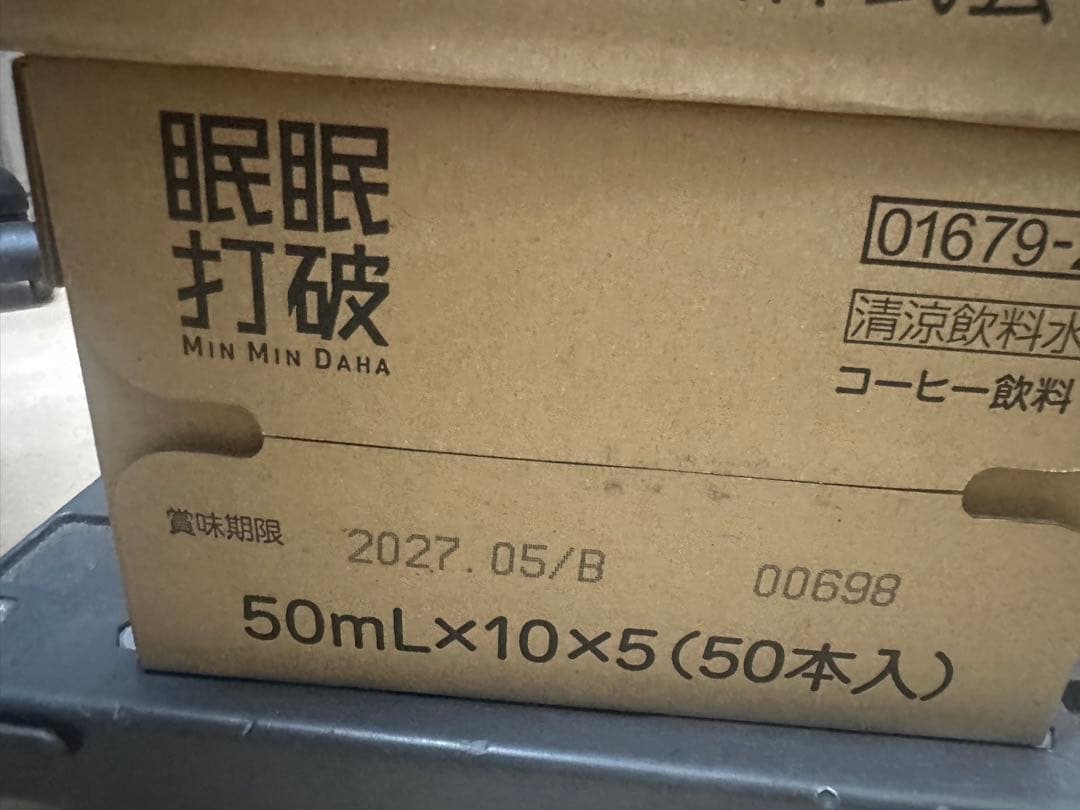 眠眠
打破
MIN MIN DAHA
01679-
清涼飲料水
コーヒー飲料
賞味期限 2027.05/B 00698
50mL×10×5(50本入)